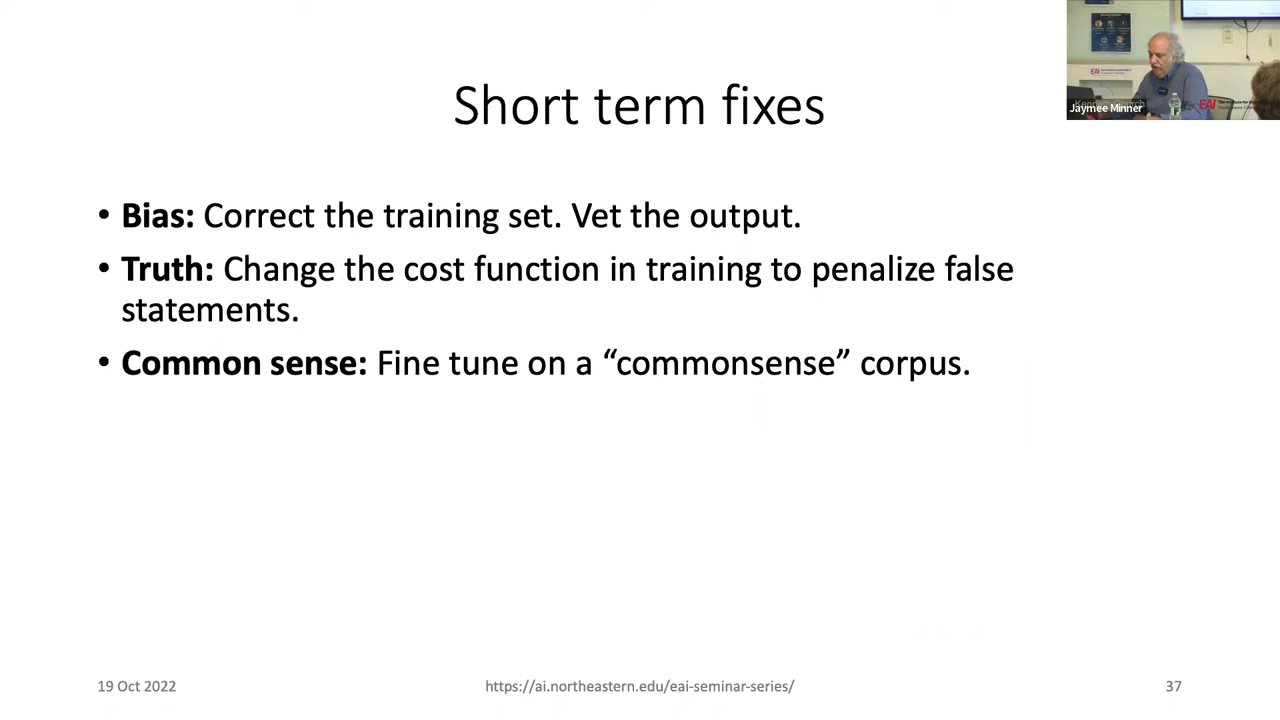 Short term fixes
• Bias: Correct the training set. Vet the output.
• Truth: Change the cost function in training to penalize false
statements.
• Common sense: Fine tune on a “commonsense” corpus.
19 Oct 2022
https://ai.northeastern.edu/eai-seminar-series/
37
EAI
EAI
Jaymee Minner